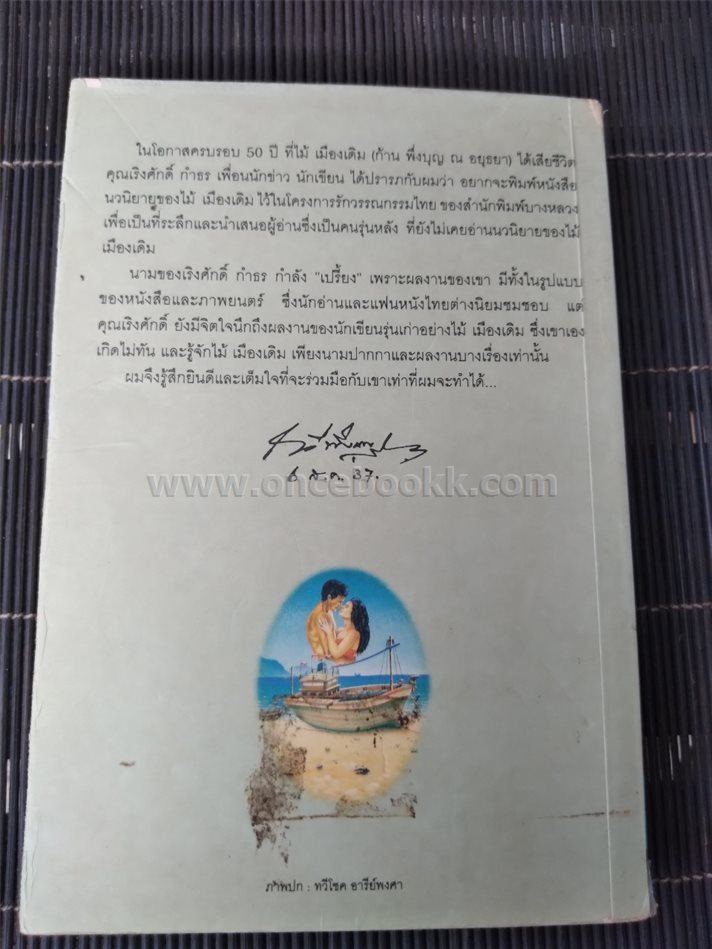 ในโอกาสครบรอบ 50 ปี ที่ไม้ เมืองเดิม (ก้าน พึ่งบุญ ณ อยุธยา) ได้เสียชีวิต
คุณเริงศักดิ์ กำธร เพื่อนนักข่าว นักเขียน ได้ปรารภกับผมว่า อยากจะพิมพ์หนังสือ
นวนิยายของไม้ เมืองเดิม ไว้ในโครงการรักวรรณกรรมไทย ของสำนักพิมพ์บางหลวง
เพื่อเป็นที่ระลึกและนำเสนอผู้อ่านซึ่งเป็นคนรุ่นหลัง ที่ยังไม่เคยอ่านนวนิยายของไม้
เมืองเดิม
นามของเริงศักดิ์ กำธร กำลัง "เปรี้ยง" เพราะผลงานของเขา มีทั้งในรูปแบบ
ของหนังสือและภาพยนตร์ ซึ่งนักอ่านและแฟนหนังไทยต่างนิยมชมชอบ แต่
คุณเริงศักดิ์ ยังมีจิตใจนึกถึงผลงานของนักเขียนรุ่นเก่าอย่างไม้ เมืองเดิม ซึ่งเขาเอง
เกิดไม่ทัน และรู้จักไม้ เมืองเดิม เพียงนามปากกาและผลงานบางเรื่องเท่านั้น
ผมจึงรู้สึกยินดีและเต็มใจที่จะร่วมมือกับเขาเท่าที่ผมจะทำได้...
6 ส.ค. 37.
www.oncebookk.com
ภาพปก : ทวีโชค อารีย์พงศา